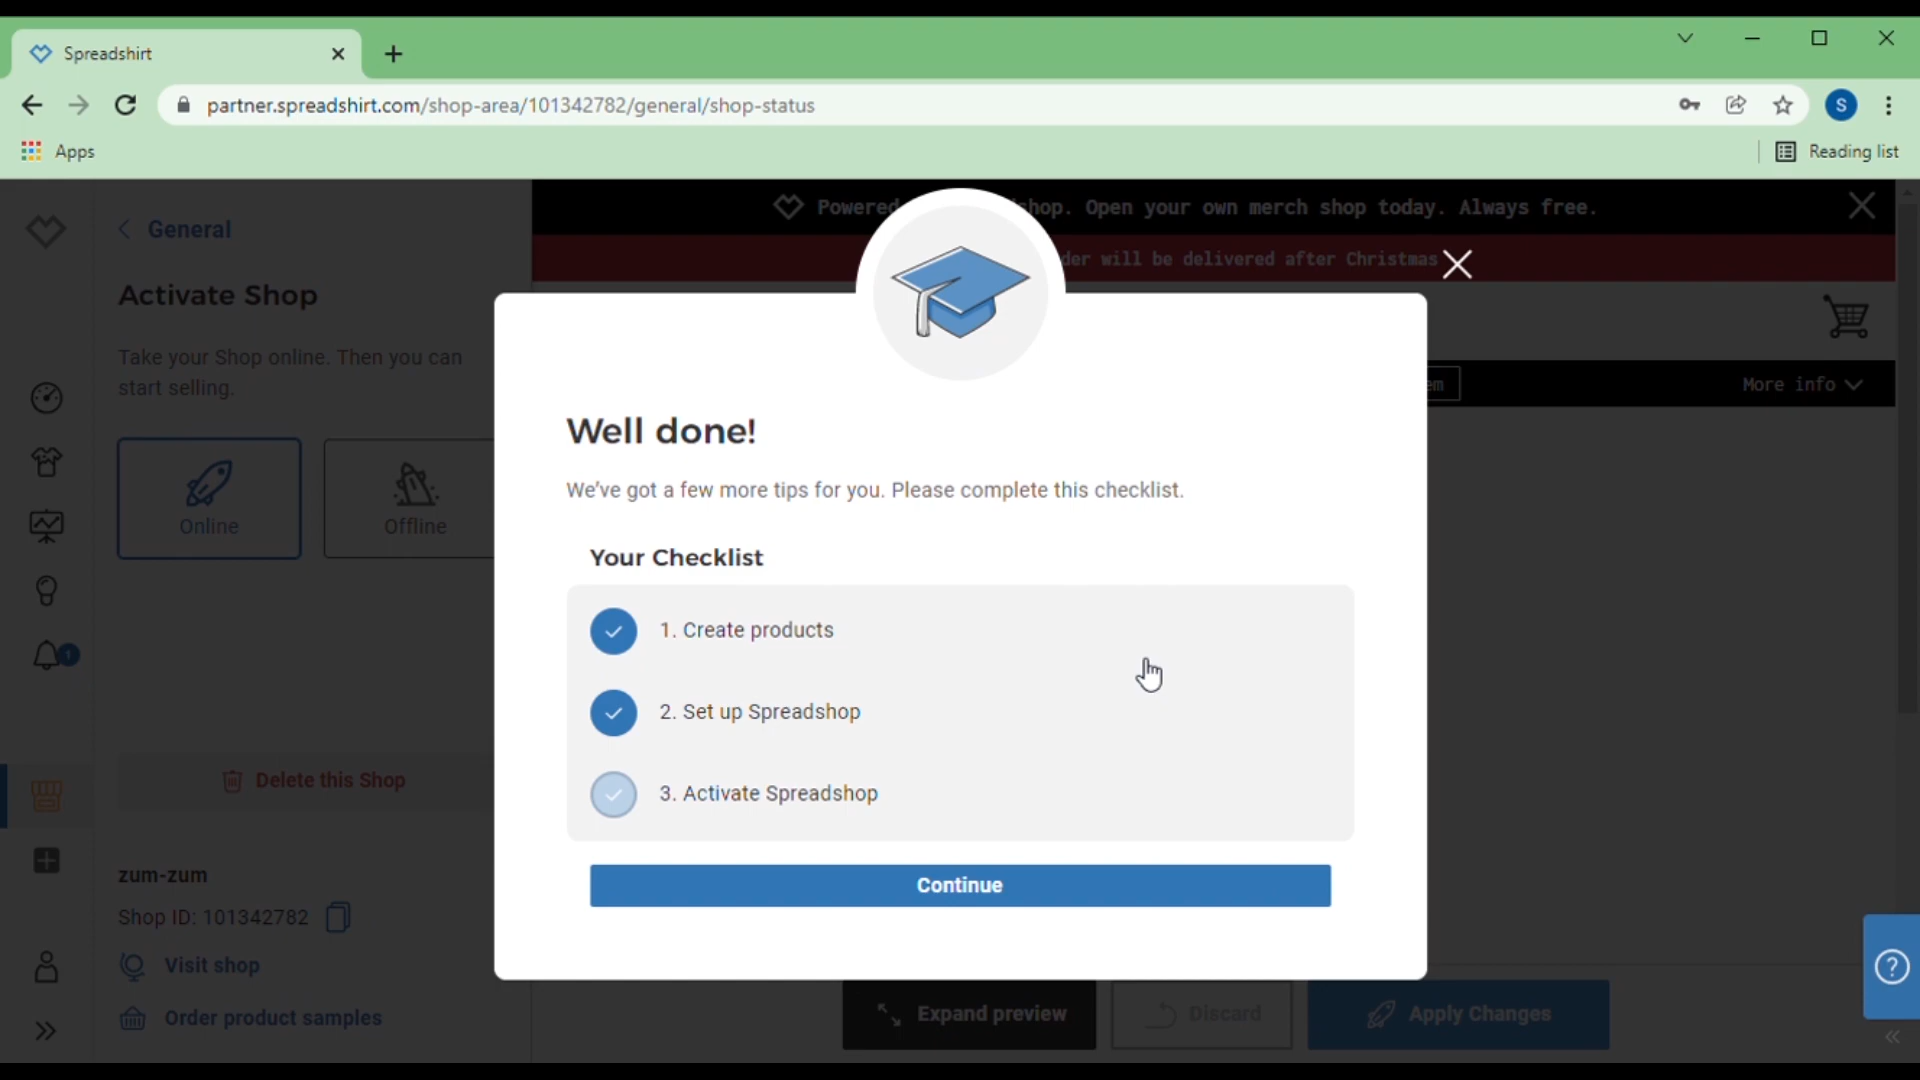 Spreadshirt
partner.spreadshirt.com/shop-area/101342782/general/shop-status
S
Apps
Reading list
General
Powered shop. Open your own merch shop today. Always free.
will be delivered after Christmas
Activate Shop
Take your Shop online. Then you can
start selling.
More info
Online
Offline
Well done!
We've got a few more tips for you. Please complete this checklist.
Your Checklist
1. Create products
2. Set up Spreadshop
3. Activate Spreadshop
Continue
1
Delete this Shop
zum-zum
Shop ID: 101342782
Visit shop
Order product samples
Expand preview
Discard
Apply Changes